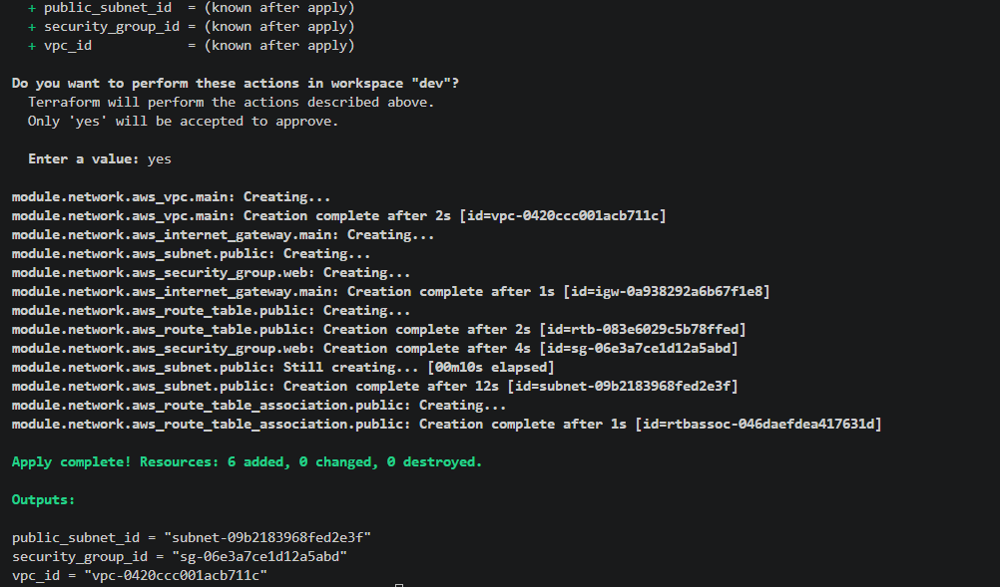 + public_subnet_id  = (known after apply)
+ security_group_id = (known after apply)
+ vpc_id            = (known after apply)
Do you want to perform these actions in workspace "dev"?
Terraform will perform the actions described above.
Only 'yes' will be accepted to approve.
Enter a value: yes
module.network.aws_vpc.main: Creating...
module.network.aws_vpc.main: Creation complete after 2s [id=vpc-0420ccc001acb711c]
module.network.aws_internet_gateway.main: Creating...
module.network.aws_subnet.public: Creating...
module.network.aws_security_group.web: Creating...
module.network.aws_internet_gateway.main: Creation complete after 1s [id=igw-0a938292a6b67f1e8]
module.network.aws_route_table.public: Creating...
module.network.aws_route_table.public: Creation complete after 2s [id=rtb-083e6029c5b78ffed]
module.network.aws_security_group.web: Creation complete after 4s [id=sg-06e3a7ce1d12a5abd]
module.network.aws_subnet.public: Still creating... [00m10s elapsed]
module.network.aws_subnet.public: Creation complete after 12s [id=subnet-09b2183968fed2e3f]
module.network.aws_route_table_association.public: Creating...
module.network.aws_route_table_association.public: Creation complete after 1s [id=rtbassoc-046daefdea417631d]
Apply complete! Resources: 6 added, 0 changed, 0 destroyed.
Outputs:
public_subnet_id = "subnet-09b2183968fed2e3f"
security_group_id = "sg-06e3a7ce1d12a5abd"
vpc_id = "vpc-0420ccc001acb711c"